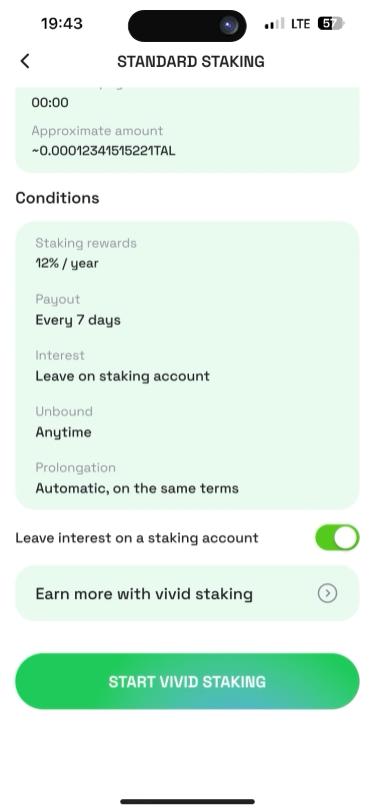 19:43
LTE
57
STANDARD STAKING
00:00
Approximate amount
~0.00012341515221TAL
Conditions
Staking rewards
12% / year
Payout
Every 7 days
Interest
Leave on staking account
Unbound
Anytime
Prolongation
Automatic, on the same terms
Leave interest on a staking account
Earn more with vivid staking
START VIVID STAKING